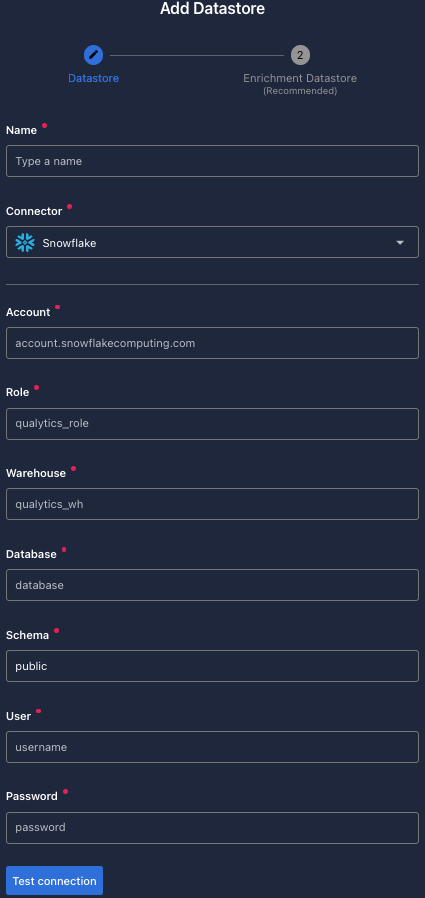 Add Datastore
2
Datastore
Enrichment Datastore
(Recommended)
Name
Type a name
Connector
Snowflake
Account
account.snowflakecomputing.com
Role
qualytics_role
Warehouse
qualytics_wh
Database
database
Schema
public
User
username
Password
password
Test connection